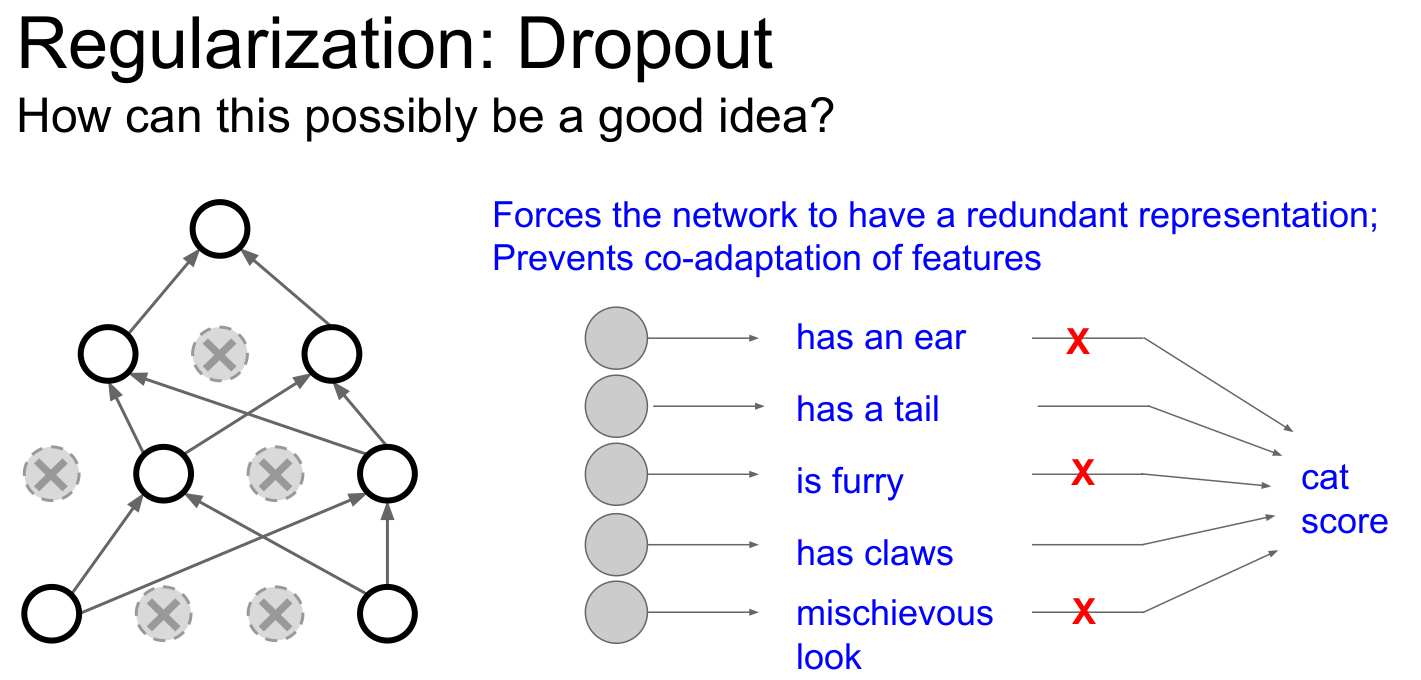 Regularization: Dropout
How can this possibly be a good idea?
Forces the network to have a redundant representation;
Prevents co-adaptation of features
has an ear
X
has a tail
is furry
X
cat
score
has claws
mischievous
look
X